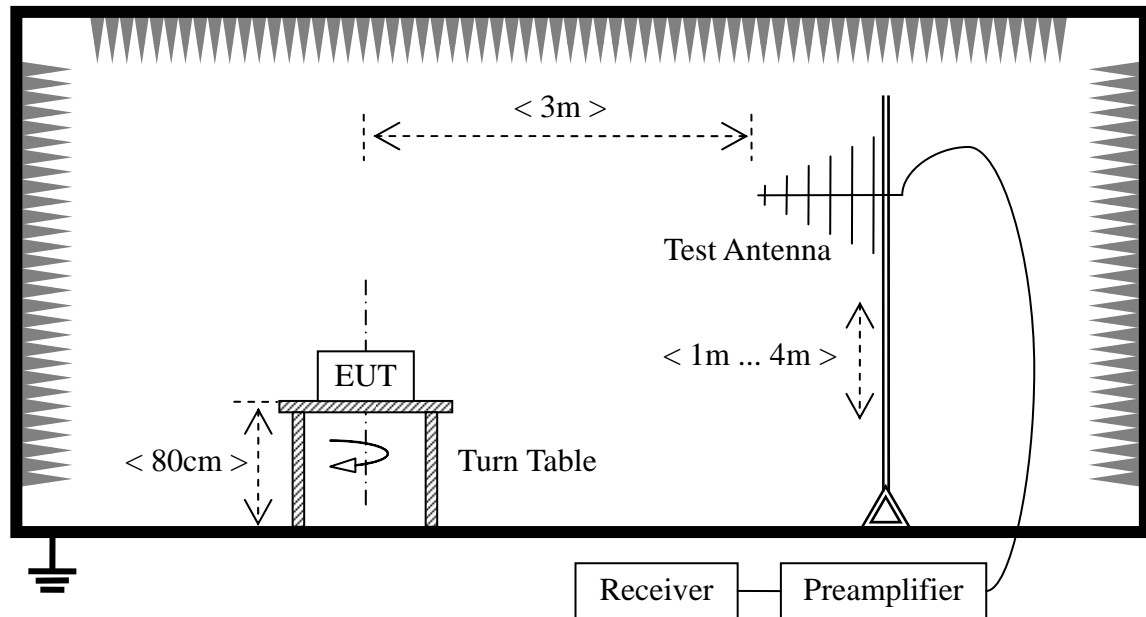 < 3m >
Test Antenna
< 1m ... 4m >
EUT
< 80cm >
Turn Table
Receiver
Preamplifier